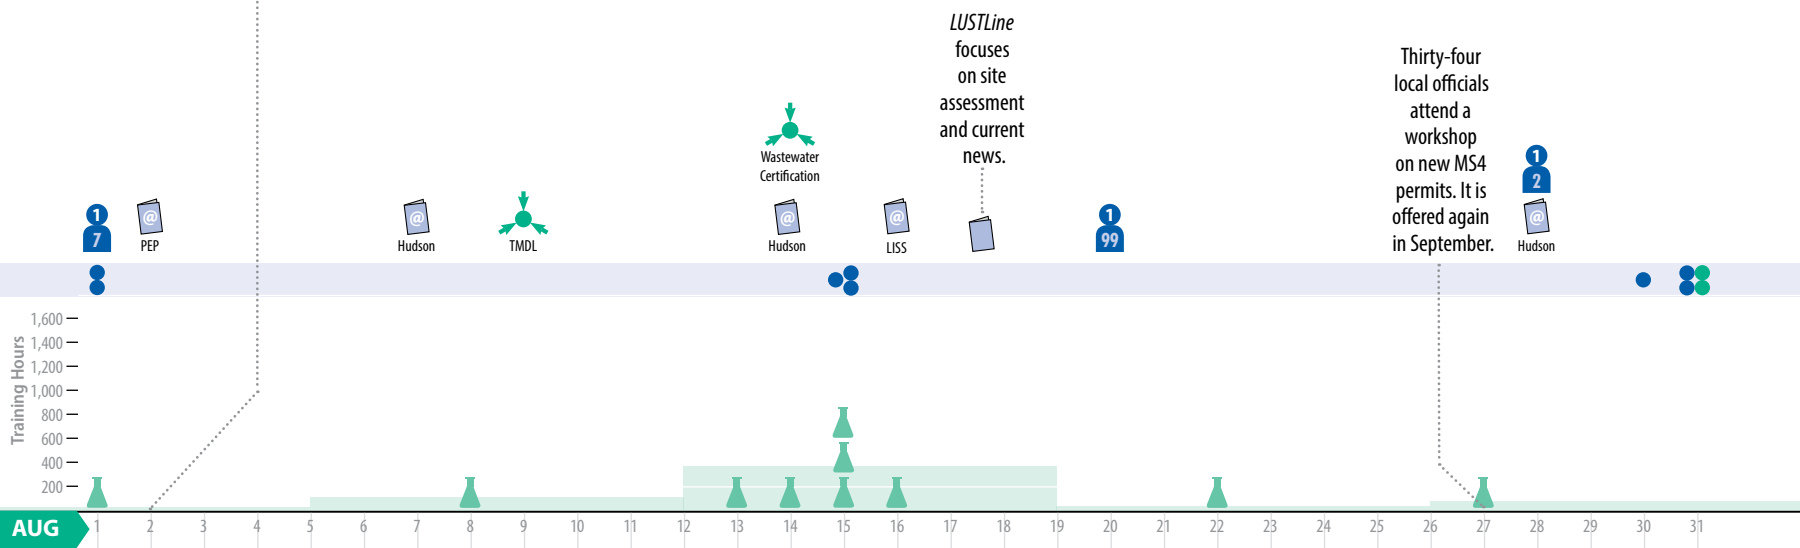 LUSTLine
focuses
on site
assessment
and current
news.
Thirty-four
local officials
attend a
workshop
on new MS4
permits. It is
offered again
in September.
Wastewater
Certification
1
2
1
7
@
PEP
@
Hudson
TMDL
@
Hudson
@
LISS
1
99
@
Hudson
Training Hours
1,600
1,400
1,200
1,000
800
600
400
200
AUG
1 2 3 4 5 6 7 8 9 10 11 12 13 14 15 16 17 18 19 20 21 22 23 24 25 26 27 28 29 30 31